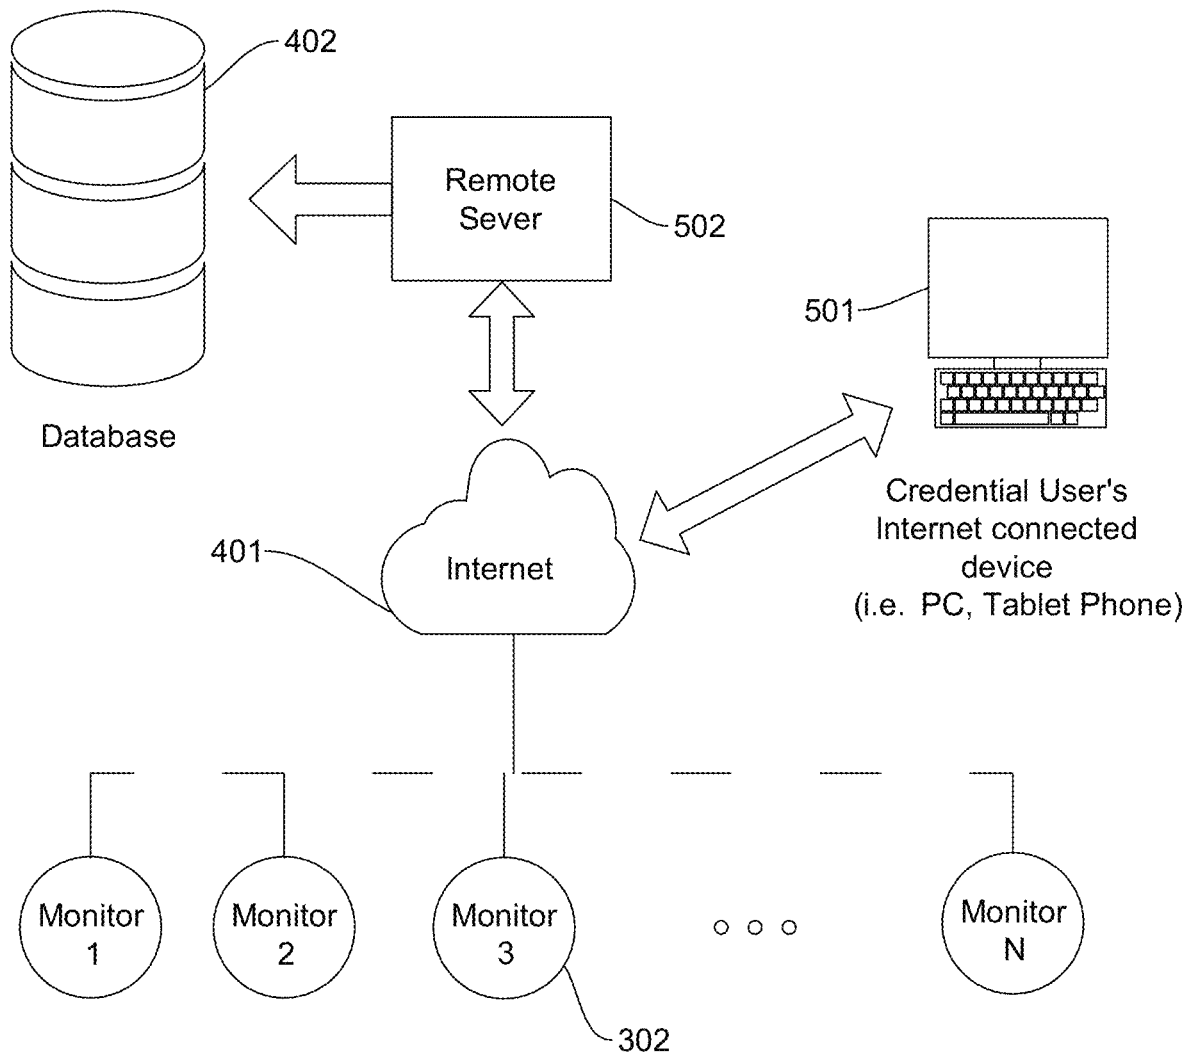 402
Remote
Sever
502
501
Database
Credential User's
Internet connected
device
(i.e. PC, Tablet Phone)
401
Internet
Monitor
1
Monitor
2
Monitor
3
Monitor
N
302